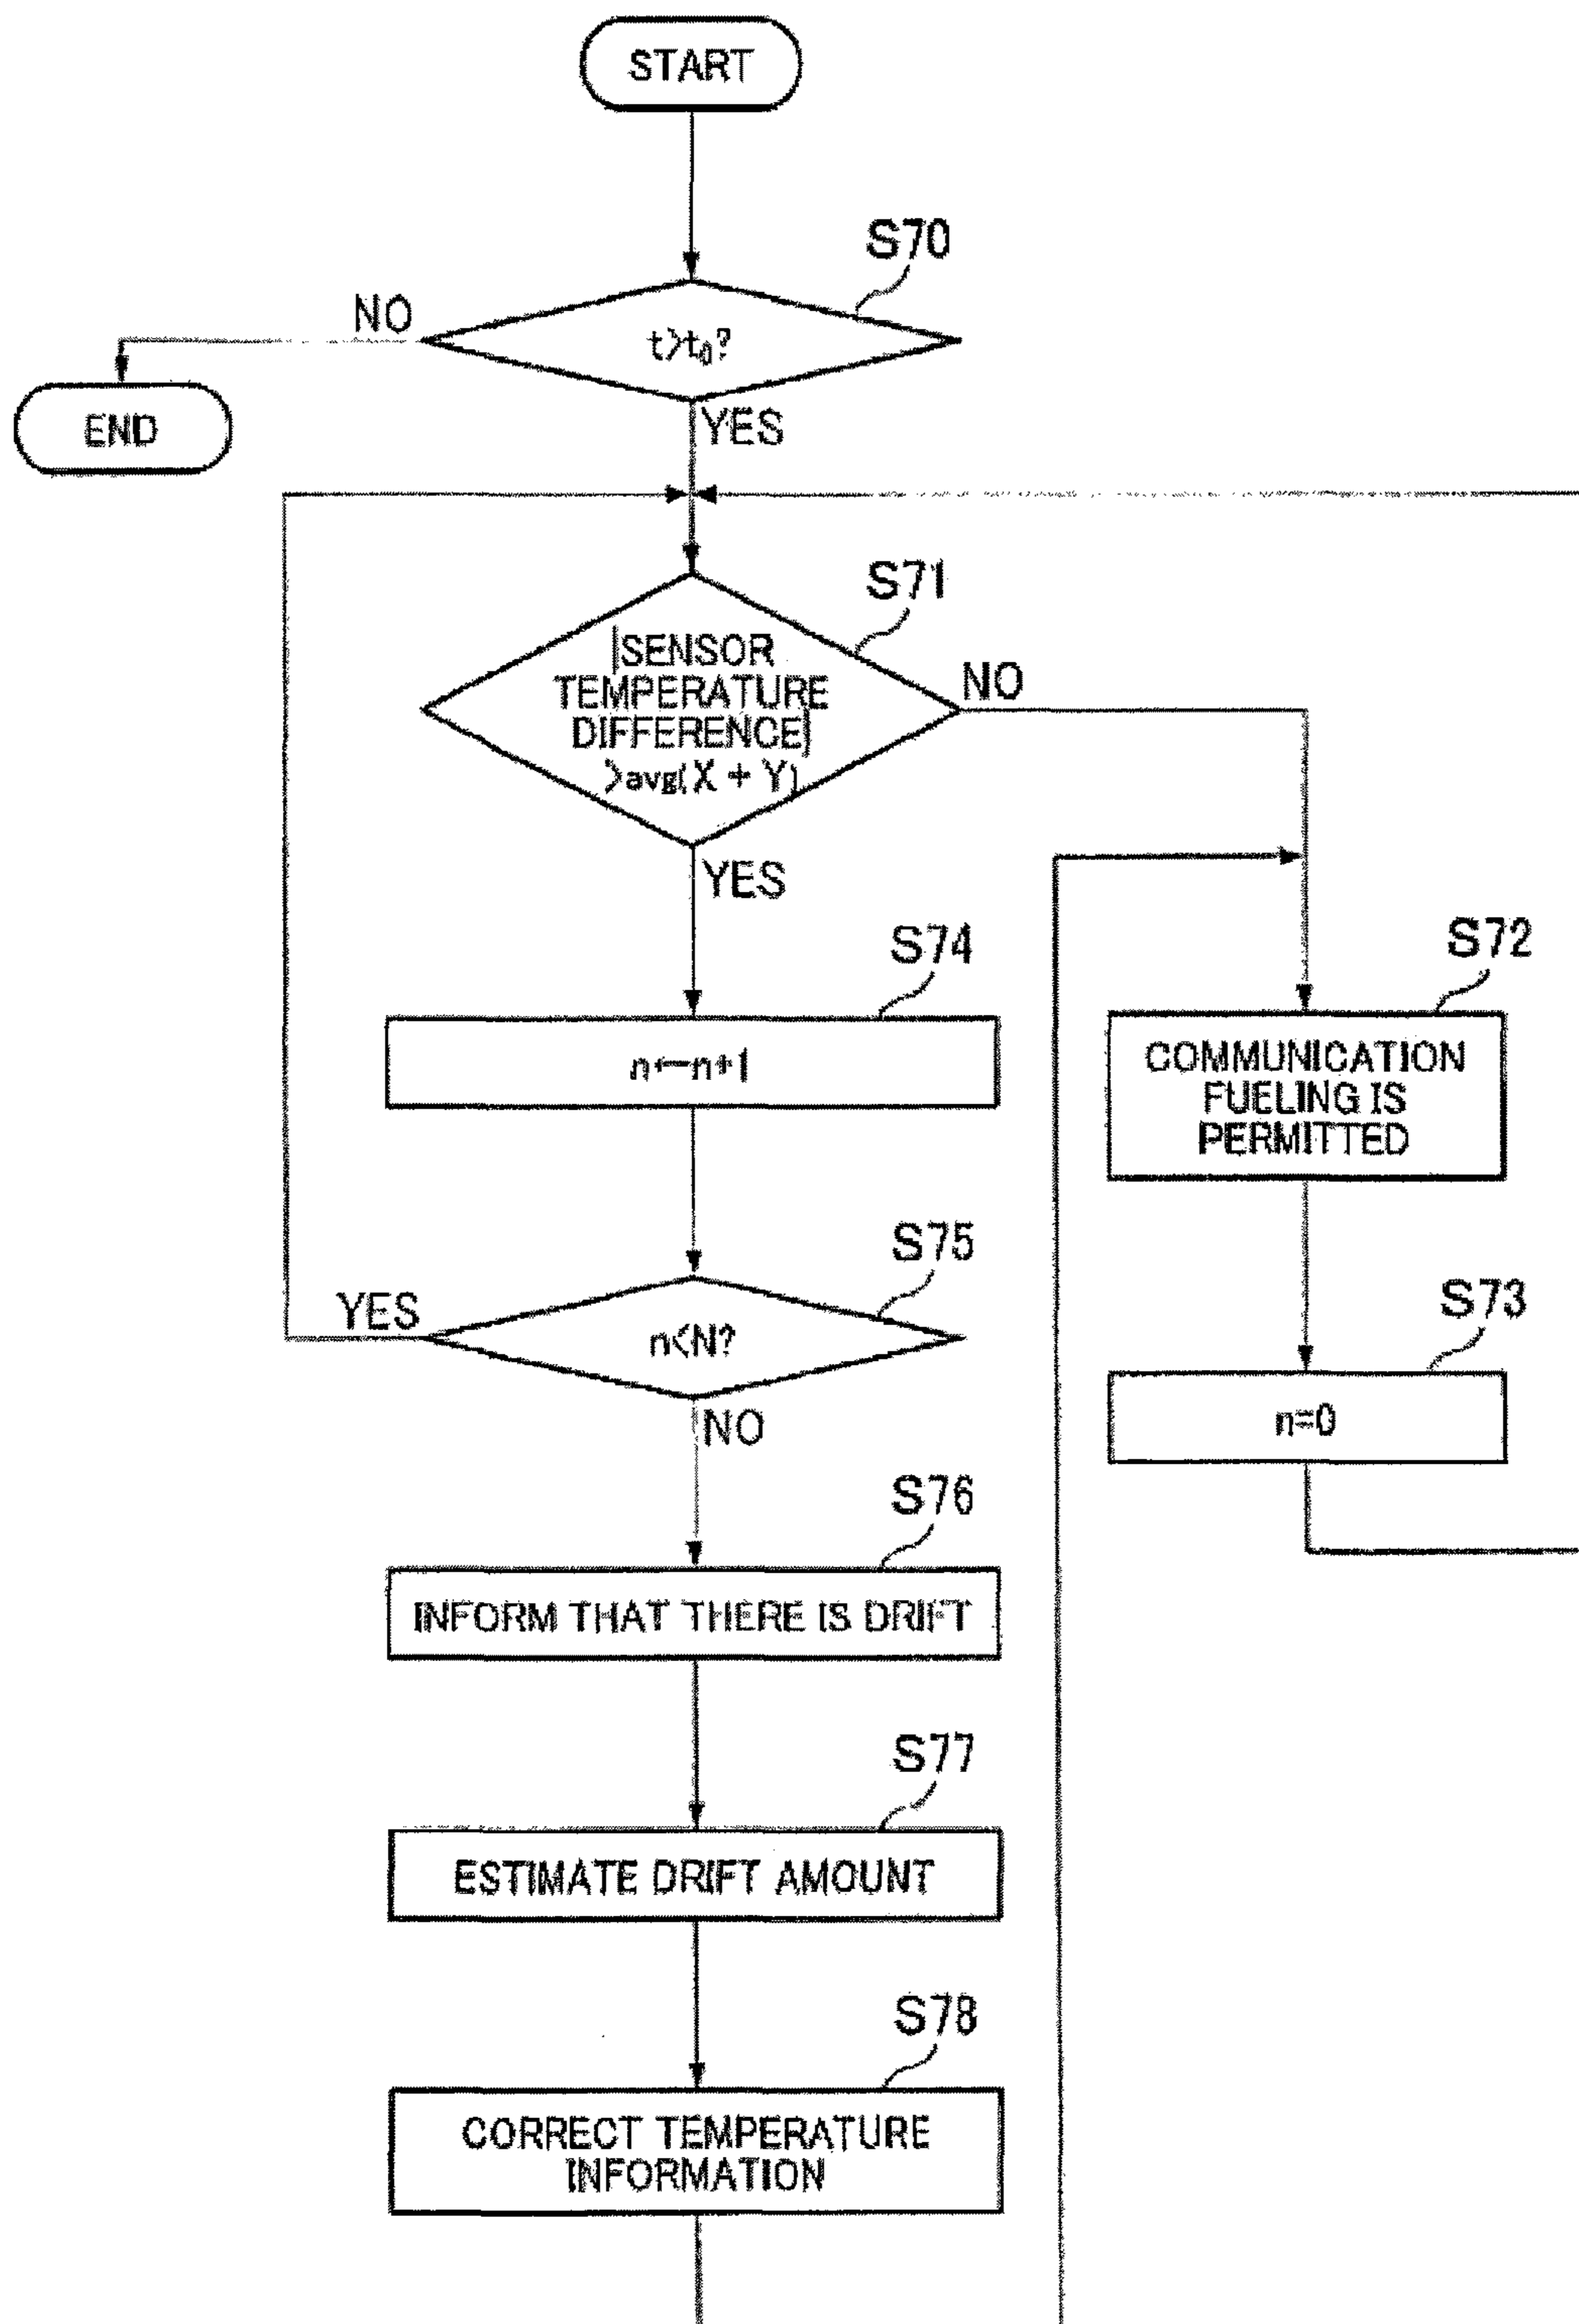 START
S70
NO
t>t₀?
END
YES
S71
|SENSOR
TEMPERATURE
DIFFERENCE|
>avg(X + Y)
NO
YES
S74
n←n+1
S72
COMMUNICATION
FUELING IS
PERMITTED
S75
YES
n<N?
NO
S73
n=0
S76
INFORM THAT THERE IS DRIFT
S77
ESTIMATE DRIFT AMOUNT
S78
CORRECT TEMPERATURE
INFORMATION